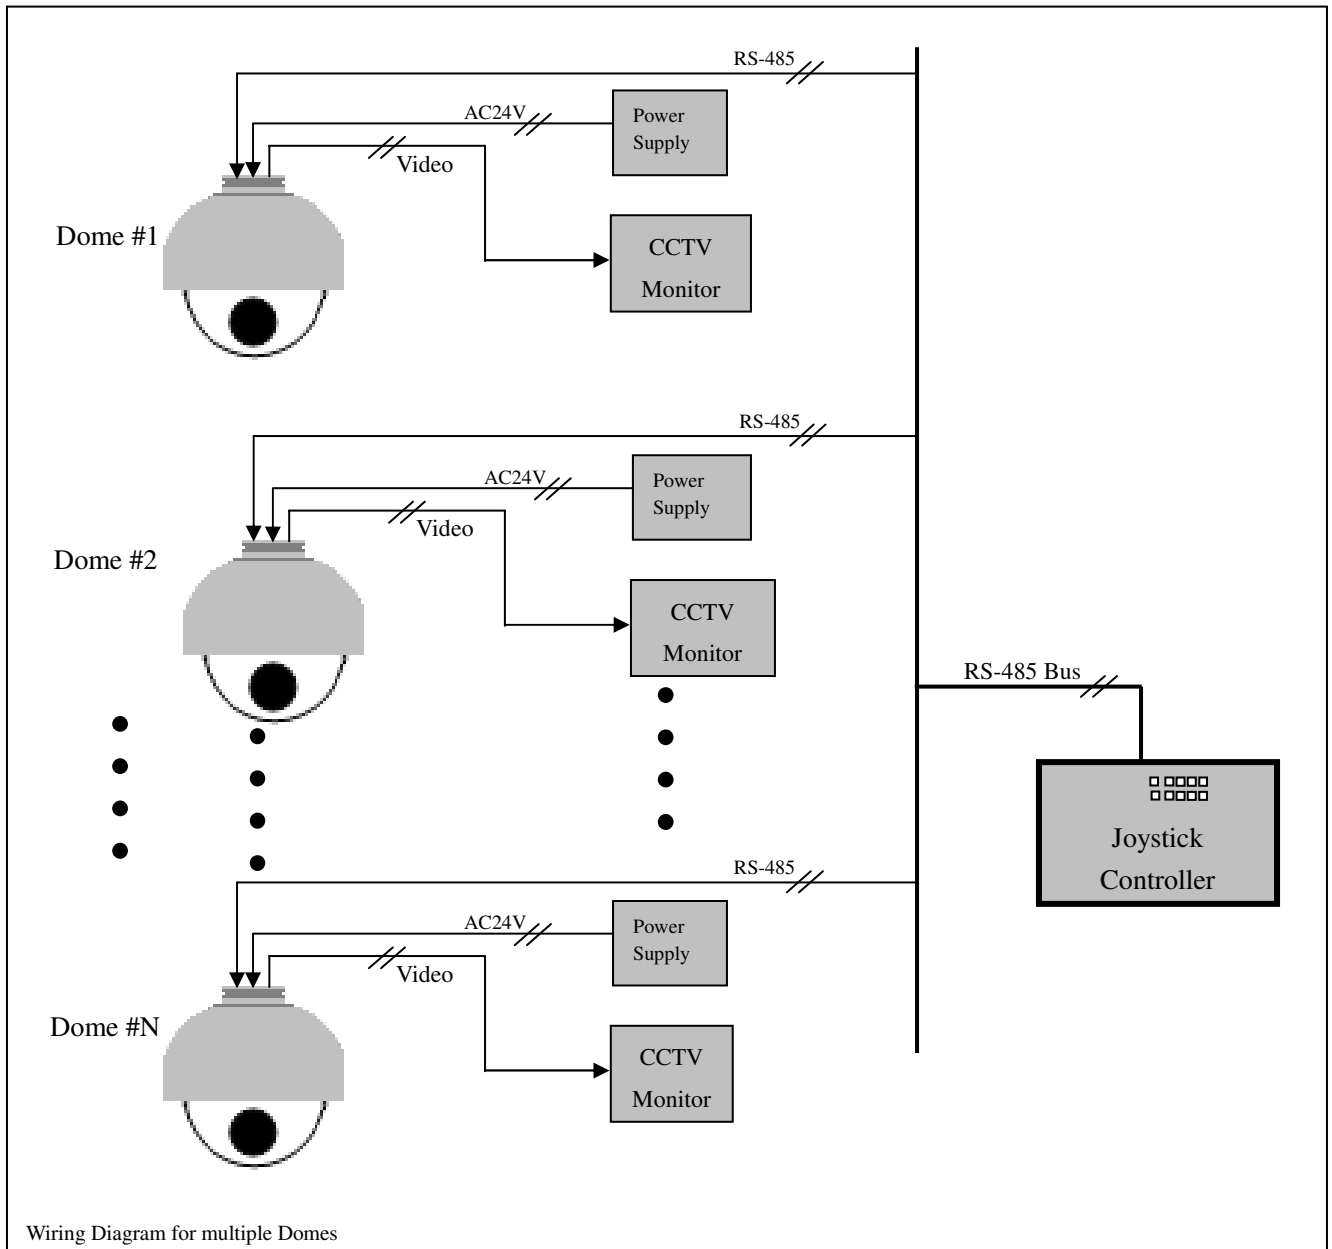 RS-485
AC24V
Power
Supply
Video
Dome #1
CCTV
Monitor
RS-485
AC24V
Power
Supply
Video
Dome #2
CCTV
Monitor
RS-485 Bus
Joystick
Controller
RS-485
AC24V
Power
Supply
Video
Dome #N
CCTV
Monitor
Wiring Diagram for multiple Domes